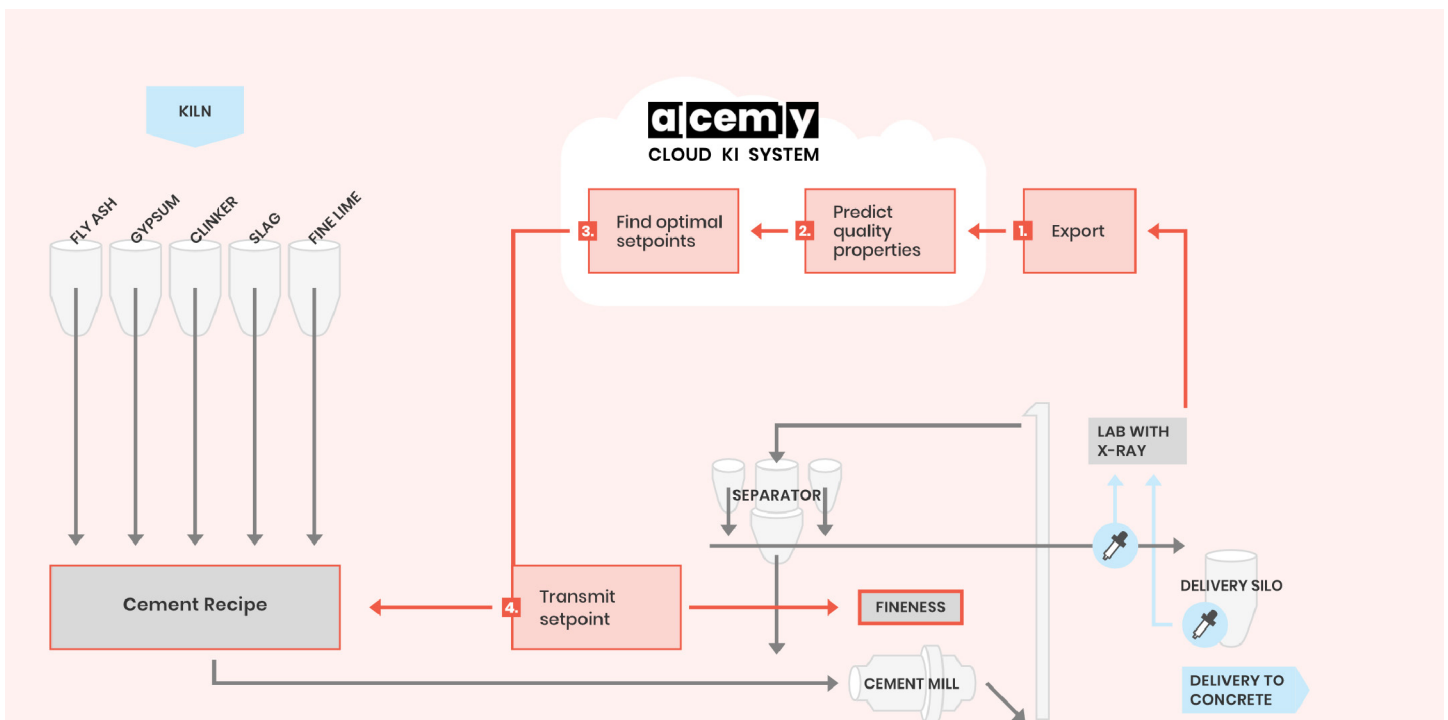 KILN
a[cem]y
CLOUD KI SYSTEM
FLY ASH
GYPSUM
CLINKER
SLAG
FINE LIME
3.
Find optimal
setpoints
2.
Predict
quality
properties
1.
Export
LAB WITH
X-RAY
SEPARATOR
DELIVERY SILO
Cement Recipe
4.
Transmit
setpoint
FINENESS
CEMENT MILL
DELIVERY TO
CONCRETE